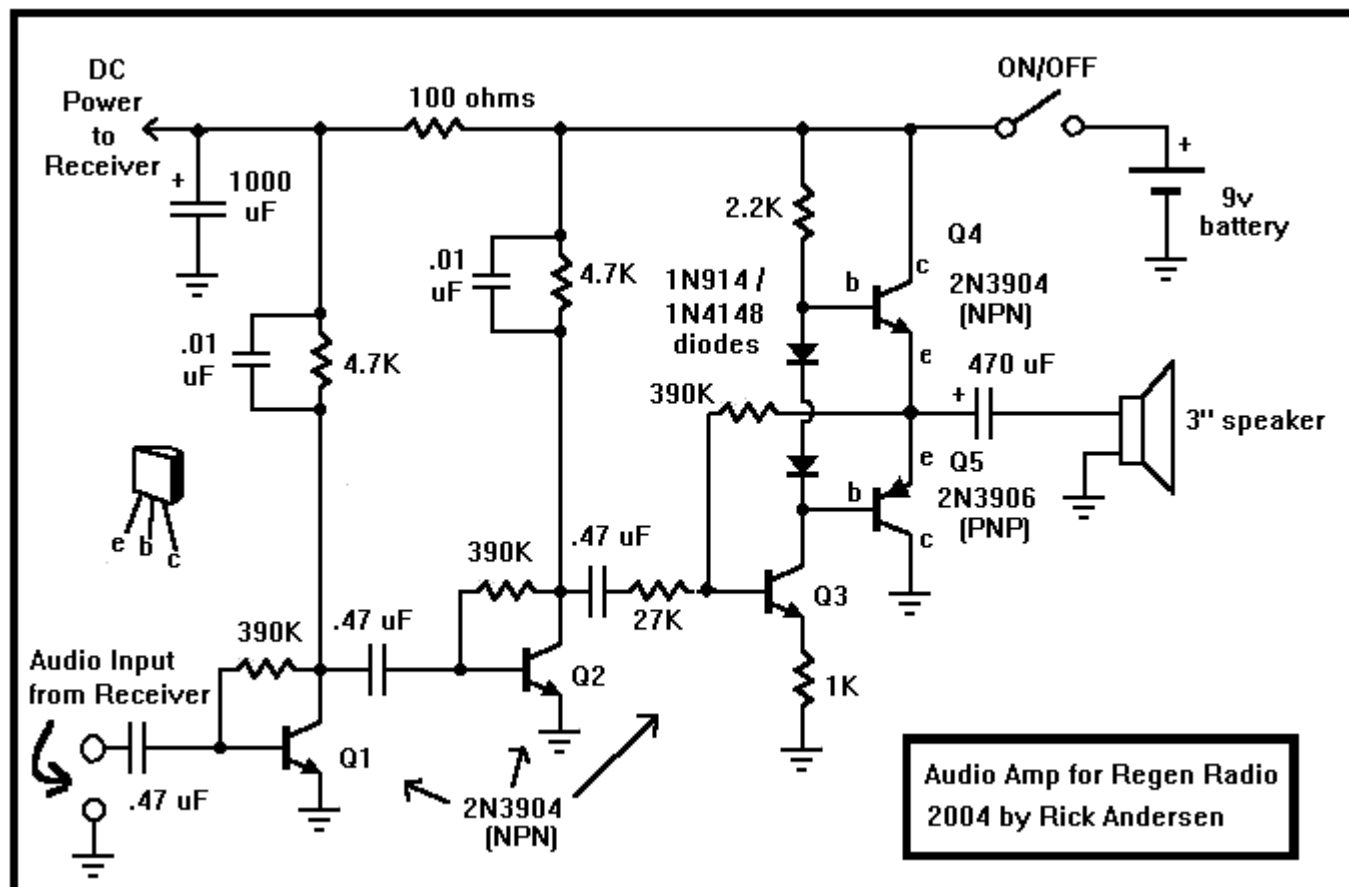 DC
Power
to
Receiver
100 ohms
ON/OFF
+
1000
uF
+
9v
battery
2.2K
.01
uF
4.7K
1N914 /
1N4148
diodes
Q4
c
b
2N3904
(NPN)
e
.01
uF
4.7K
390K
470 uF
+
3" speaker
e
Q5
b
2N3906
(PNP)
c
e
b
c
390K
.47 uF
27K
Q3
390K
.47 uF
Q2
1K
Audio Input
from Receiver
Q1
.47 uF
2N3904
(NPN)
Audio Amp for Regen Radio
2004 by Rick Andersen